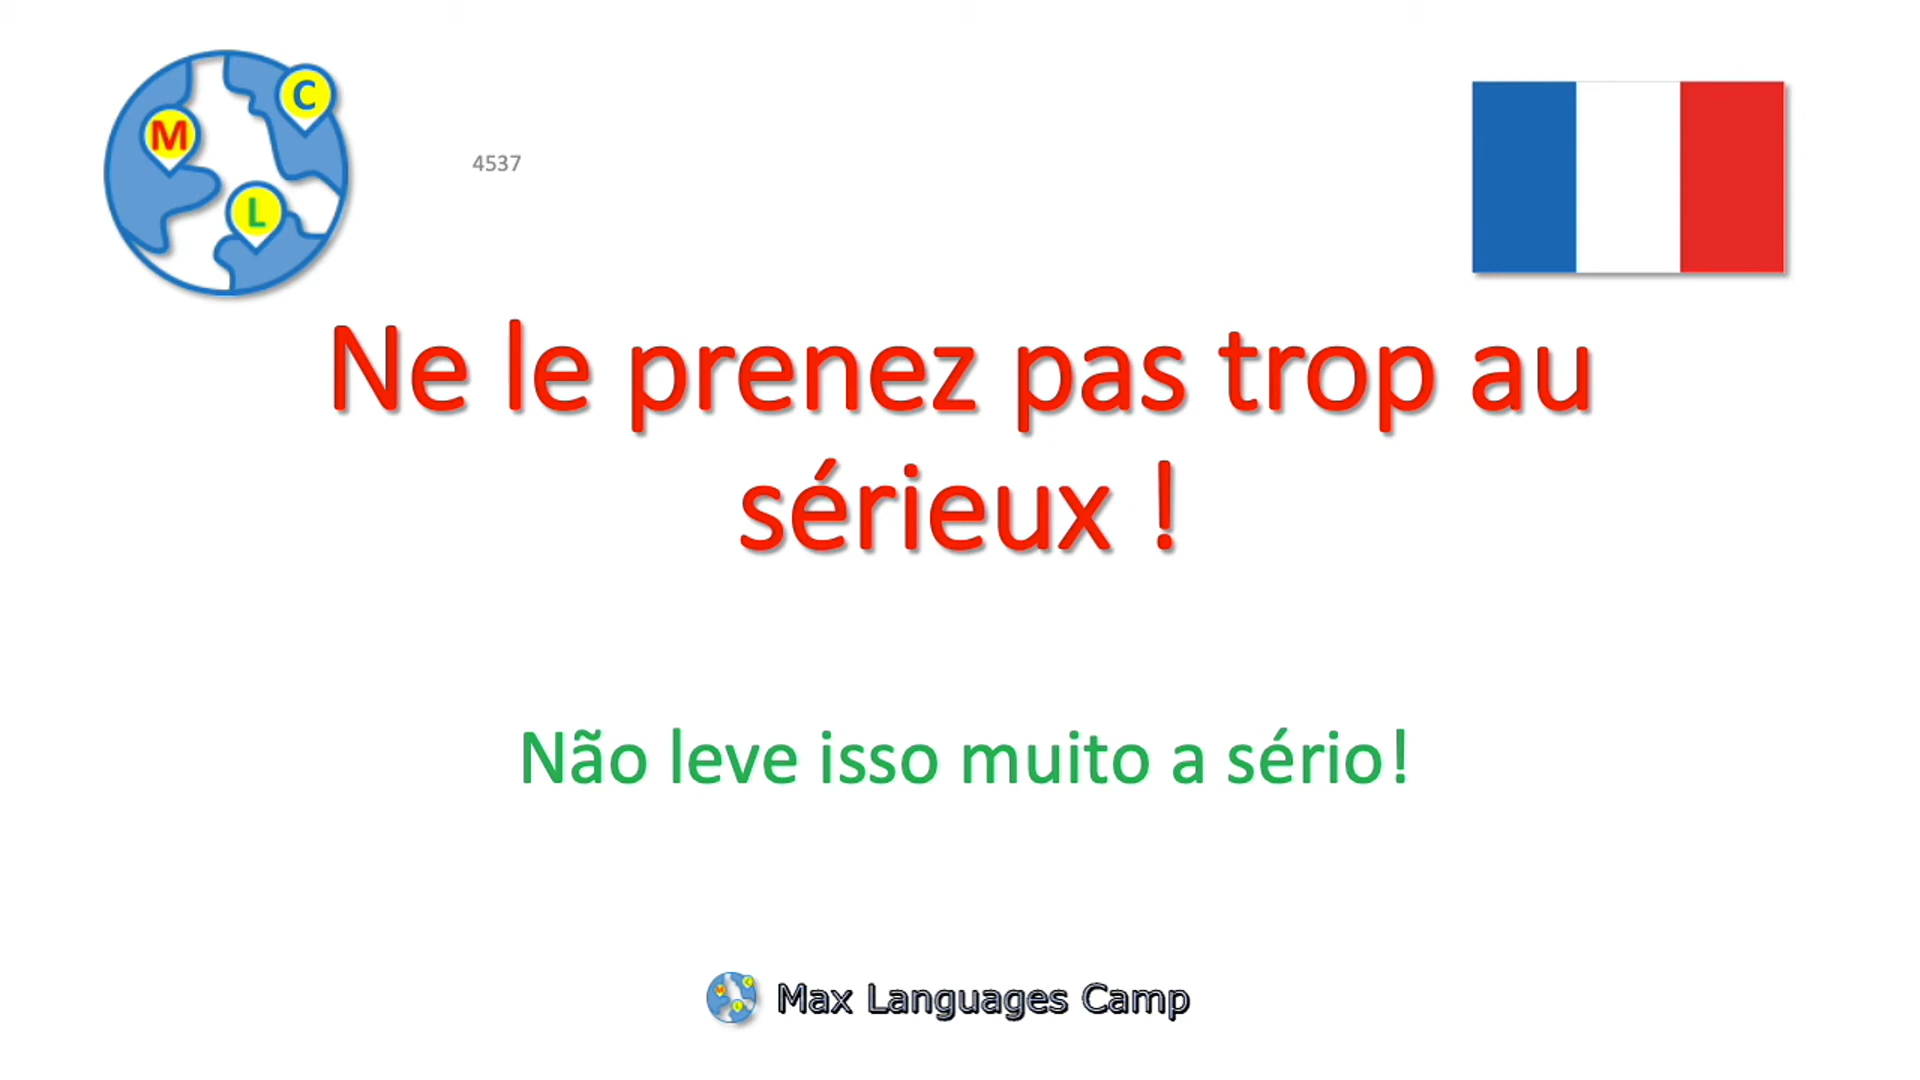 C
M
L
4537
Ne le prenez pas trop au
sérieux !
Não leve isso muito a sério!
Max Languages Camp